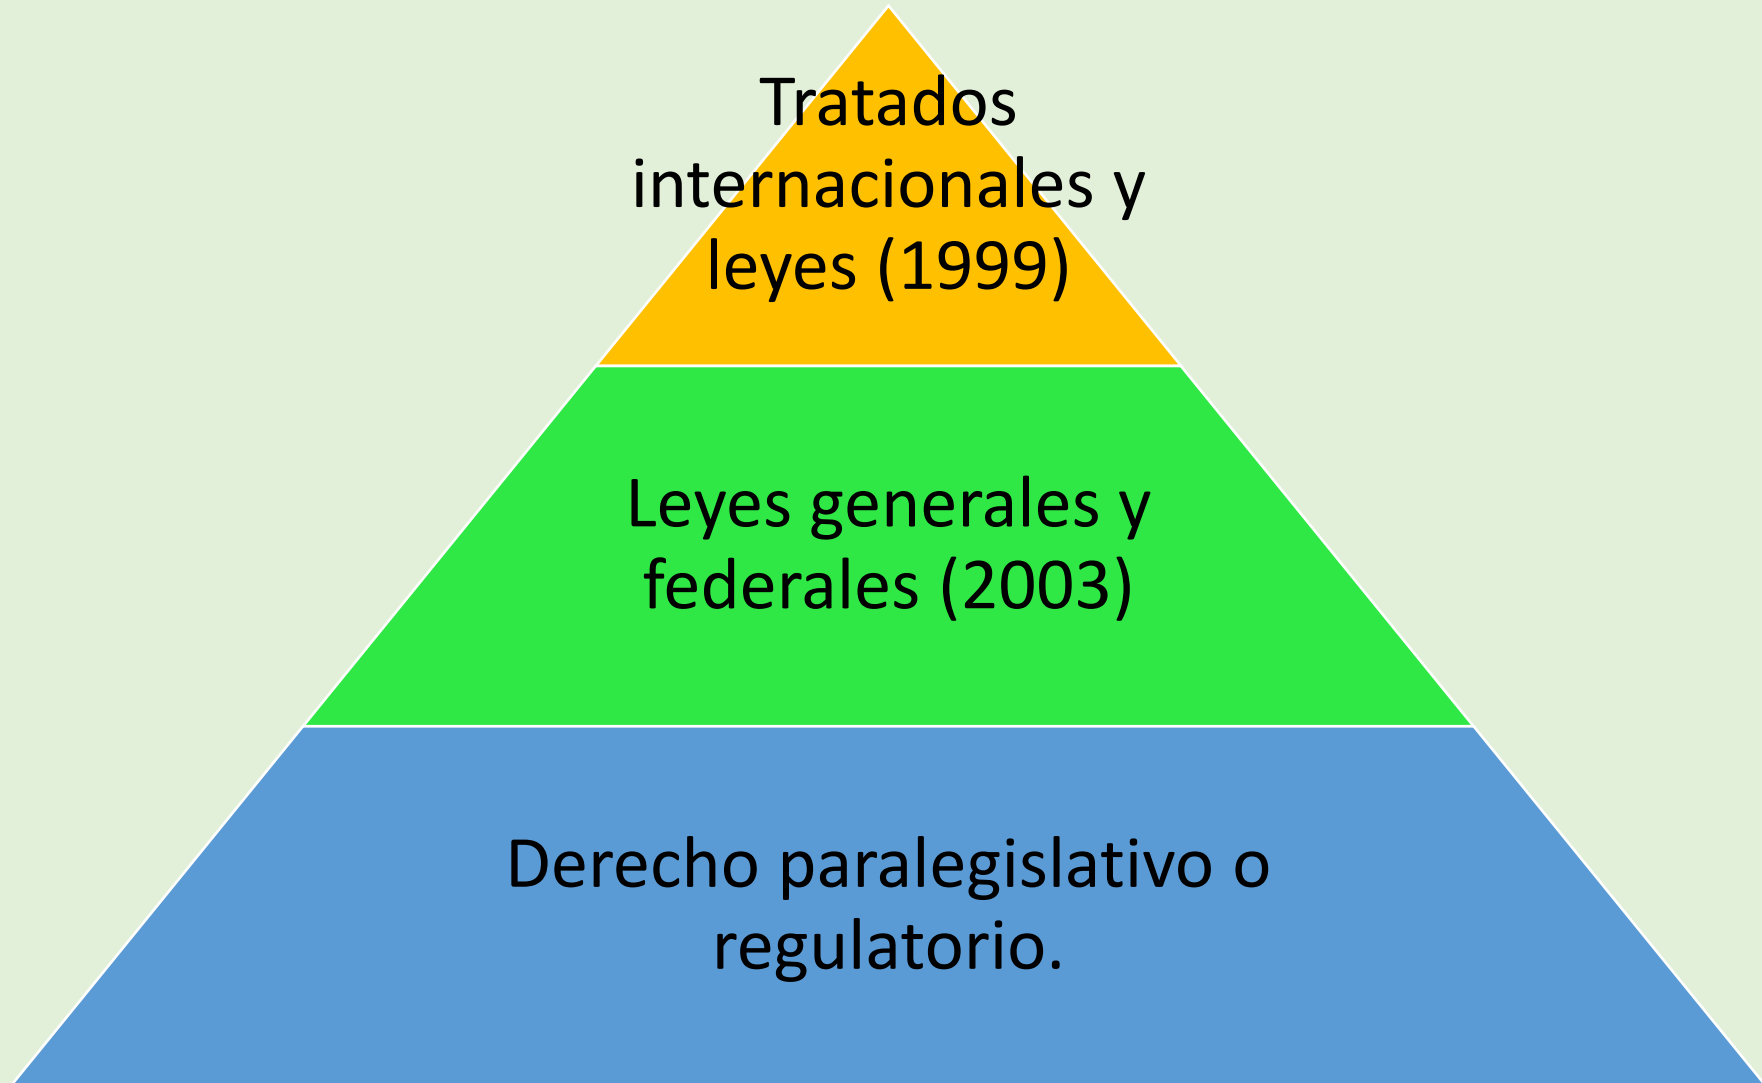 Tratados
internacionales y
leyes (1999)
Leyes generales y
federales (2003)
Derecho paralegislativo o
regulatorio.